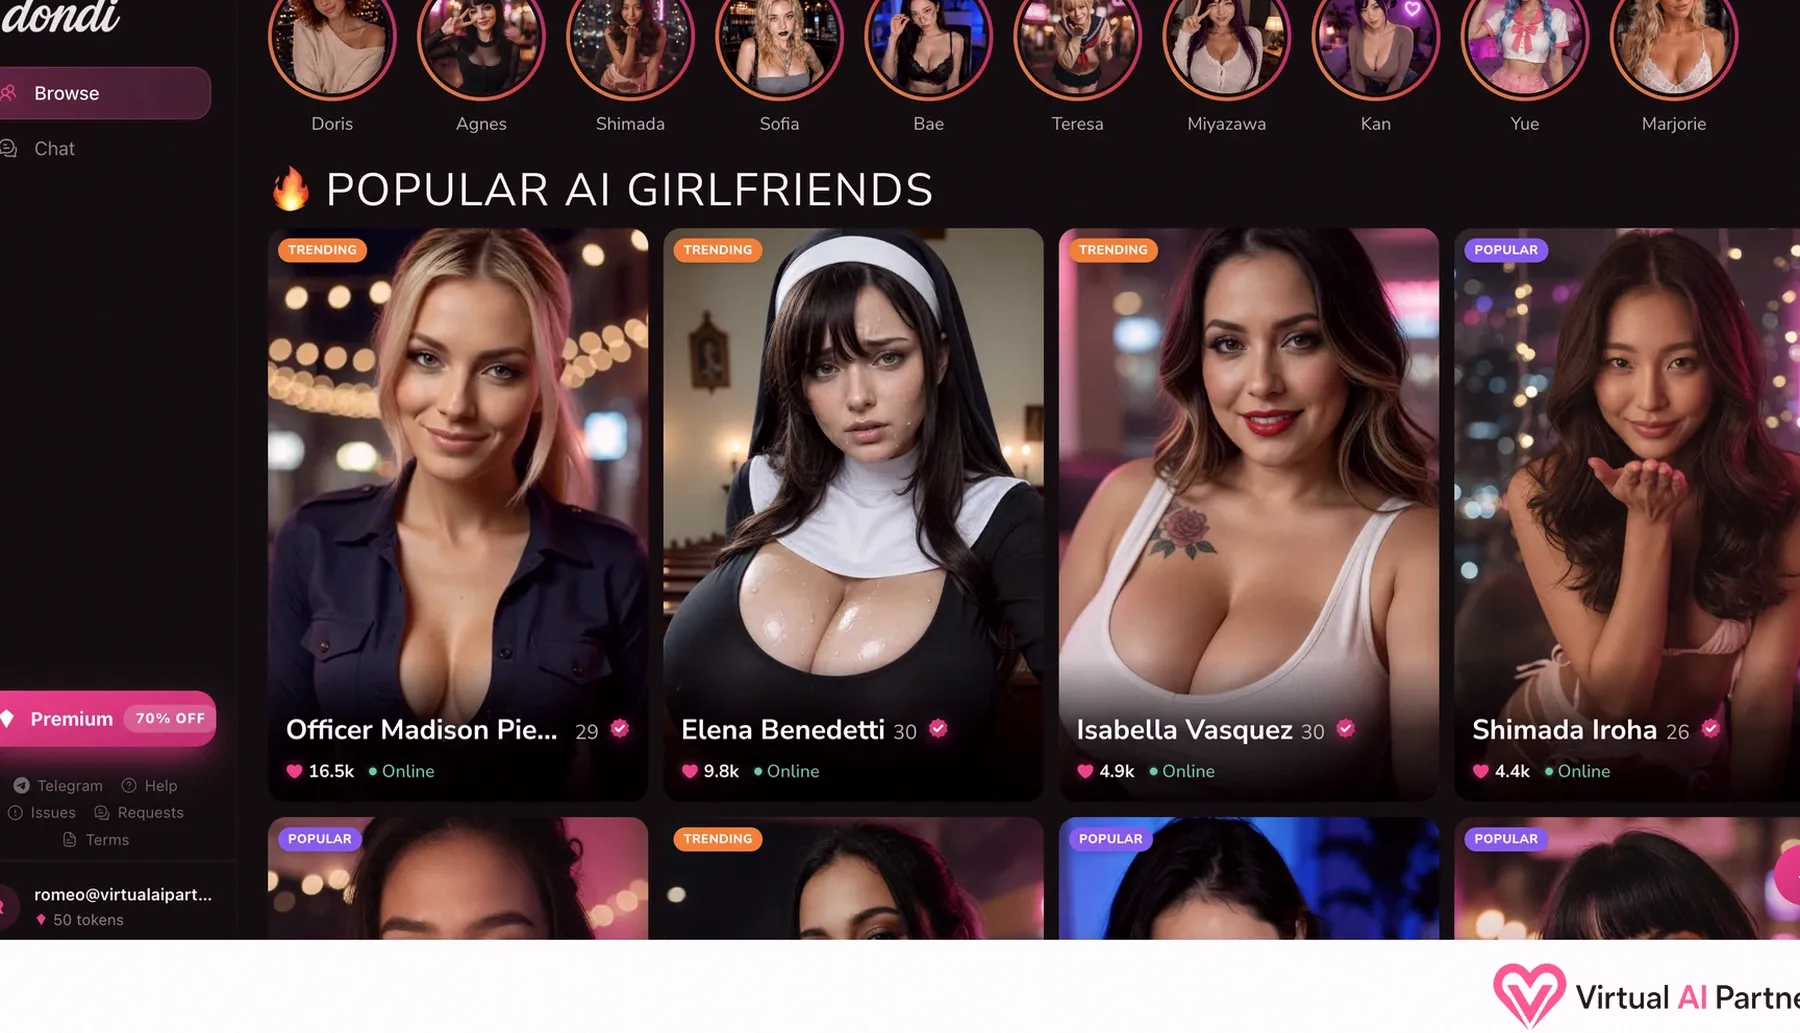 dondi
Browse
Chat
Doris
Agnes
Shimada
Sofia
Bae
Teresa
Miyazawa
Kan
Yue
Marjorie
🔥 POPULAR AI GIRLFRIENDS
TRENDING
Officer Madison Pie... 29
16.5k Online
TRENDING
Elena Benedetti 30
9.8k Online
TRENDING
Isabella Vasquez 30
4.9k Online
POPULAR
Shimada Iroha 26
4.4k Online
POPULAR
TRENDING
POPULAR
POPULAR
Premium 70% OFF
Telegram Help
Issues Requests
Terms
romeo@virtualaipart...
50 tokens
Virtual AI Partne